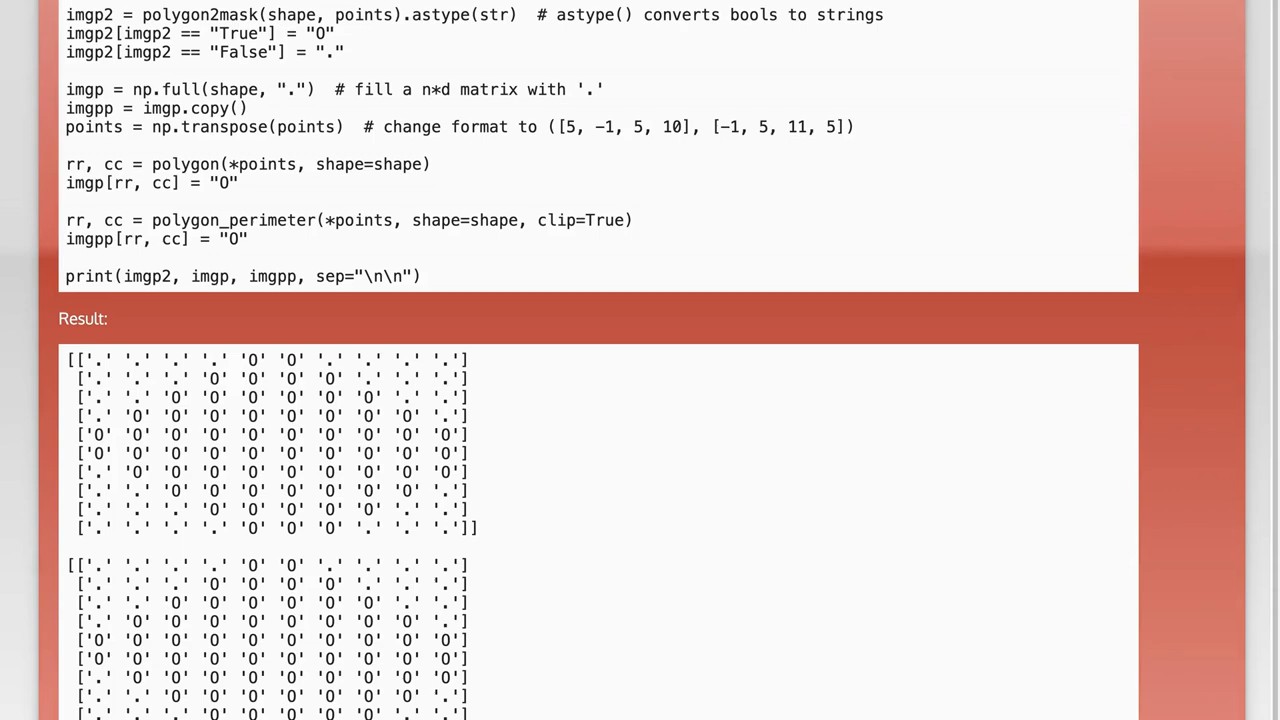 imgp2 = polygon2mask(shape, points).astype(str)  # astype() converts bools to strings
imgp2[imgp2 == "True"] = "O"
imgp2[imgp2 == "False"] = "."
imgp = np.full(shape, ".")  # fill a n*d matrix with '.'
imgpp = imgp.copy()
points = np.transpose(points)  # change format to ([5, -1, 5, 10], [-1, 5, 11, 5])
rr, cc = polygon(*points, shape=shape)
imgp[rr, cc] = "O"
rr, cc = polygon_perimeter(*points, shape=shape, clip=True)
imgpp[rr, cc] = "O"
print(imgp2, imgp, imgpp, sep="\n\n")
Result:
[['.' '.' '.' '.' 'O' 'O' '.' '.' '.' '.']
['.' '.' '.' 'O' 'O' 'O' 'O' '.' '.' '.']
['.' '.' 'O' 'O' 'O' 'O' 'O' 'O' '.' '.']
['.' 'O' 'O' 'O' 'O' 'O' 'O' 'O' 'O' '.']
['O' 'O' 'O' 'O' 'O' 'O' 'O' 'O' 'O' 'O']
['O' 'O' 'O' 'O' 'O' 'O' 'O' 'O' 'O' 'O']
['.' 'O' 'O' 'O' 'O' 'O' 'O' 'O' 'O' 'O']
['.' '.' 'O' 'O' 'O' 'O' 'O' 'O' 'O' '.']
['.' '.' '.' 'O' 'O' 'O' 'O' 'O' '.' '.']
['.' '.' '.' '.' 'O' 'O' 'O' '.' '.' '.']]
[['.' '.' '.' '.' 'O' 'O' '.' '.' '.' '.']
['.' '.' '.' 'O' 'O' 'O' 'O' '.' '.' '.']
['.' '.' 'O' 'O' 'O' 'O' 'O' 'O' '.' '.']
['.' 'O' 'O' 'O' 'O' 'O' 'O' 'O' 'O' '.']
['O' 'O' 'O' 'O' 'O' 'O' 'O' 'O' 'O' 'O']
['O' 'O' 'O' 'O' 'O' 'O' 'O' 'O' 'O' 'O']
['.' 'O' 'O' 'O' 'O' 'O' 'O' 'O' 'O' 'O']
['.' '.' 'O' 'O' 'O' 'O' 'O' 'O' 'O' '.']
['.' '.' '.' 'O' 'O' 'O' 'O' 'O' '.' '.']